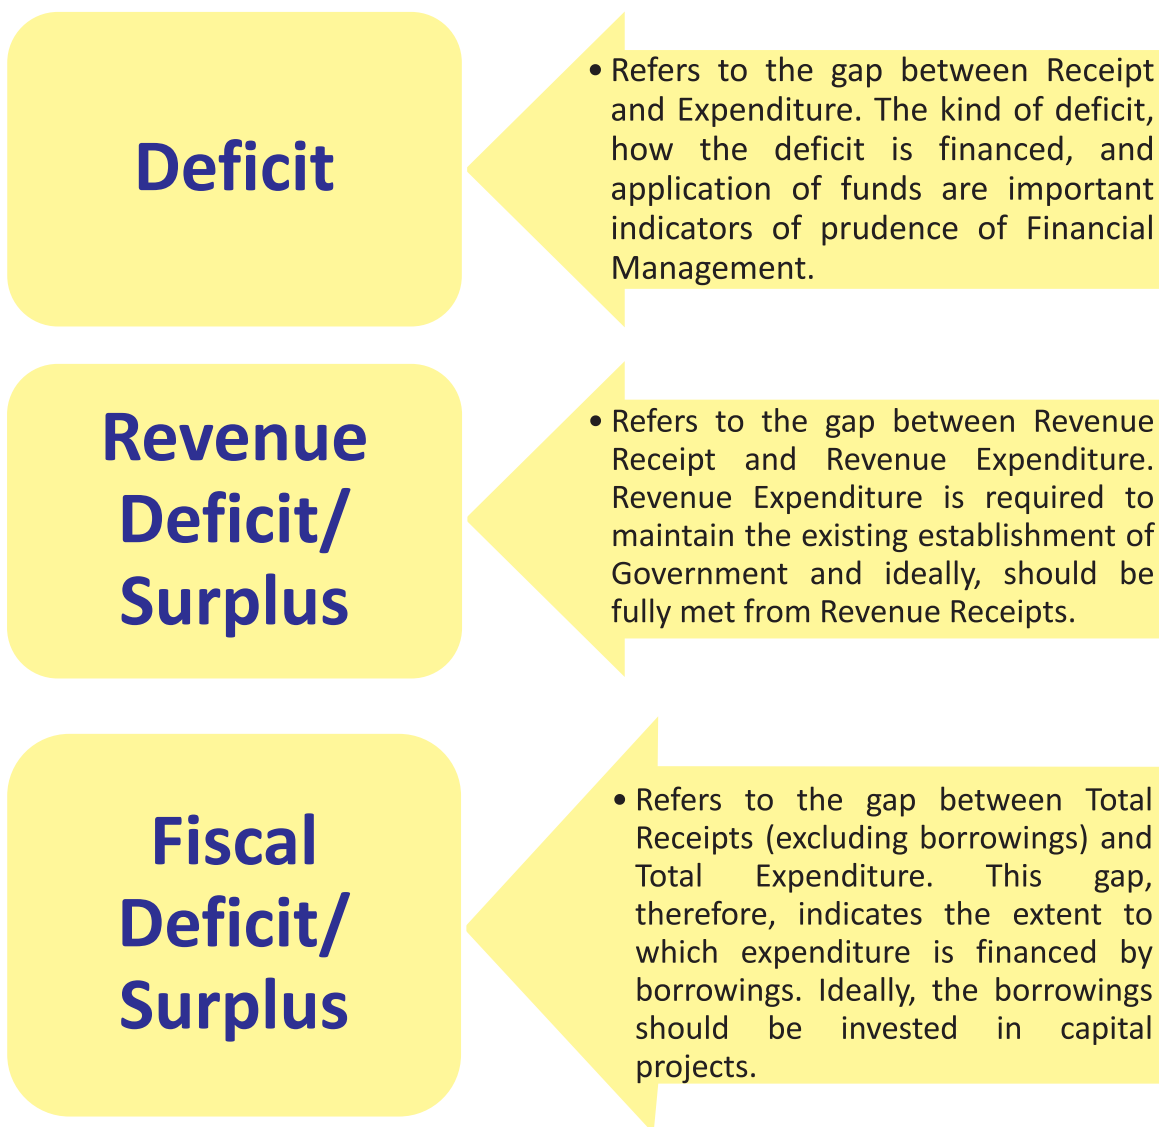 Deficit
• Refers to the gap between Receipt
and Expenditure. The kind of deficit,
how the deficit is financed, and
application of funds are important
indicators of prudence of Financial
Management.
Revenue
Deficit/
Surplus
• Refers to the gap between Revenue
Receipt and Revenue Expenditure.
Revenue Expenditure is required to
maintain the existing establishment of
Government and ideally, should be
fully met from Revenue Receipts.
Fiscal
Deficit/
Surplus
• Refers to the gap between Total
Receipts (excluding borrowings) and
Total Expenditure. This gap,
therefore, indicates the extent to
which expenditure is financed by
borrowings. Ideally, the borrowings
should be invested in capital
projects.